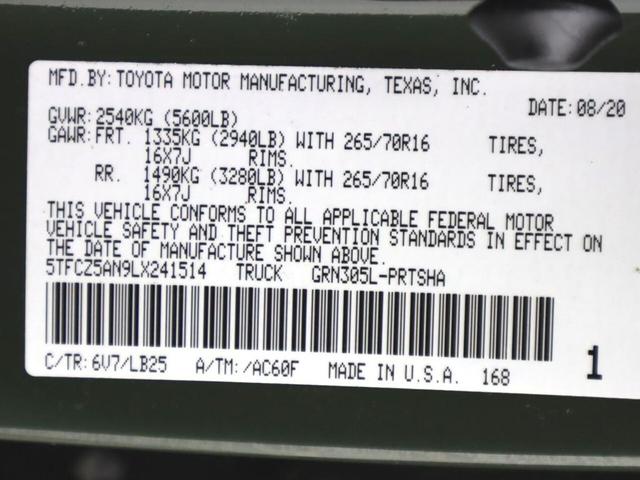 MFD.BY: TOYOTA MOTOR MANUFACTURING, TEXAS, INC.
DATE: 08/20
GVWR: 2540KG (5600LB)
GAWR: FRT. 1335KG (2940LB) WITH 265/70R16 TIRES,
16X7J RIMS.
RR. 1490KG (3280LB) WITH 265/70R16 TIRES,
16X7J RIMS.
THIS VEHICLE CONFORMS TO ALL APPLICABLE FEDERAL MOTOR
VEHICLE SAFETY AND THEFT PREVENTION STANDARDS IN EFFECT ON
THE DATE OF MANUFACTURE SHOWN ABOVE.
5TFCZ5AN9LX241514 TRUCK GRN305L-PRTSHA
C/TR: 6V7/LB25 A/TM: /AC60F MADE IN U.S.A. 168 1